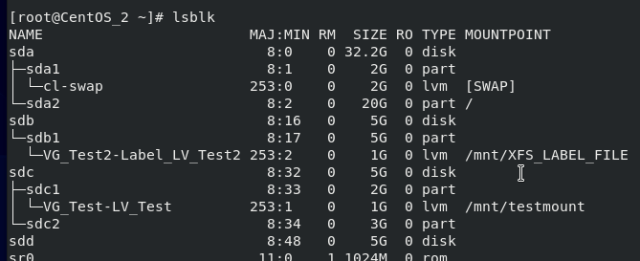 [root@CentOS_2 ~]# lsblk
NAME                        MAJ:MIN RM  SIZE RO TYPE MOUNTPOINT
sda                           8:0    0 32.2G  0 disk
├─sda1                        8:1    0    2G  0 part
│ └─cl-swap                 253:0    0    2G  0 lvm  [SWAP]
└─sda2                        8:2    0   20G  0 part /
sdb                           8:16   0    5G  0 disk
└─sdb1                        8:17   0    5G  0 part
  └─VG_Test2-Label_LV_Test2 253:2    0    1G  0 lvm  /mnt/XFS_LABEL_FILE
sdc                           8:32   0    5G  0 disk
├─sdc1                        8:33   0    2G  0 part
│ └─VG_Test-LV_Test         253:1    0    1G  0 lvm  /mnt/testmount
└─sdc2                        8:34   0    3G  0 part
sdd                           8:48   0    5G  0 disk
sr0                          11:0    1 1024M  0 rom